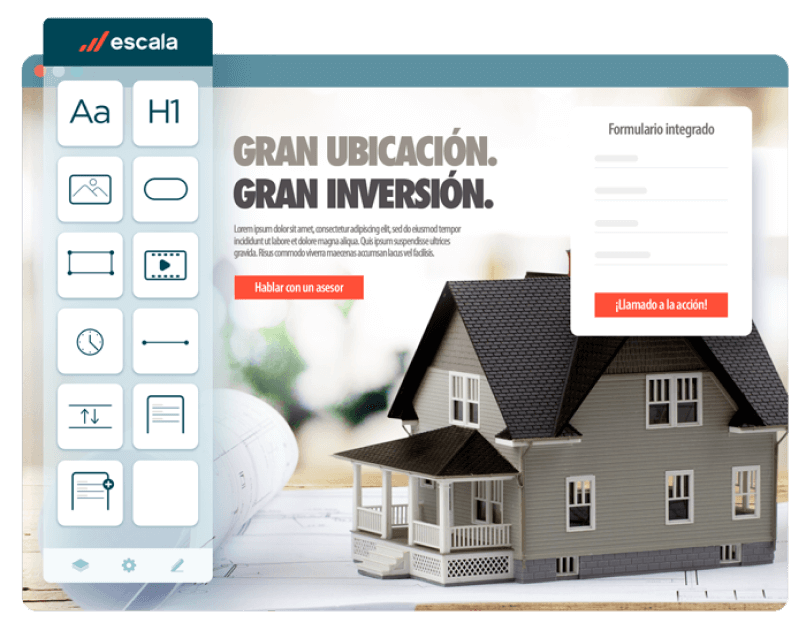 escala
Aa
H1
GRAN UBICACIÓN.
GRAN INVERSIÓN.
Lorem ipsum dolor sit amet, consectetur adipiscing elit, sed do eiusmod tempor
incididunt ut labore et dolore magna aliqua. Quis ipsum suspendisse ultrices
gravida. Risus commodo viverra maecenas accumsan lacus vel facilisis.
Hablar con un asesor
Formulario integrado
¡Llamado a la acción!